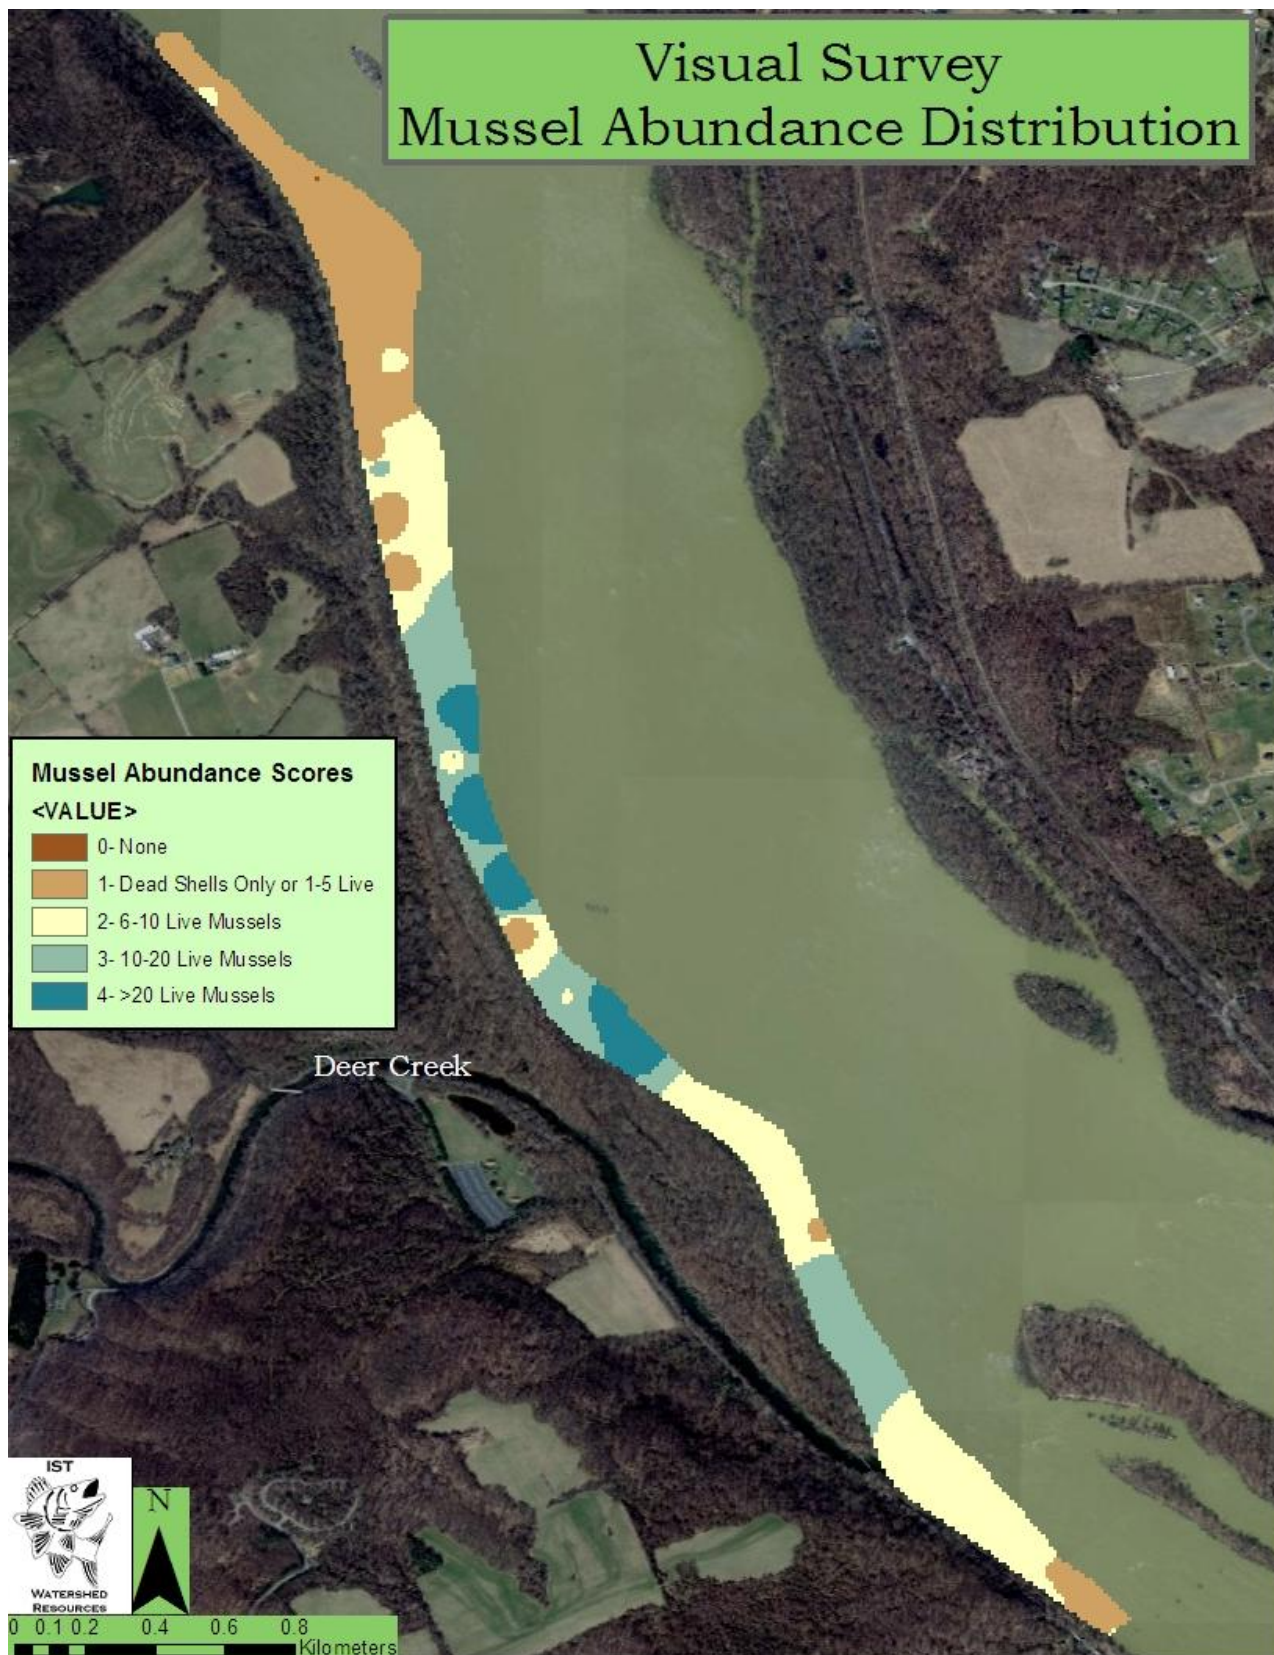 Visual Survey
Mussel Abundance Distribution
Mussel Abundance Scores
<VALUE>
0- None
1- Dead Shells Only or 1-5 Live
2- 6-10 Live Mussels
3- 10-20 Live Mussels
4- >20 Live Mussels
Deer Creek
IST
WATERSHED
RESOURCES
N
0 0.1 0.2 0.4 0.6 0.8
Kilometers